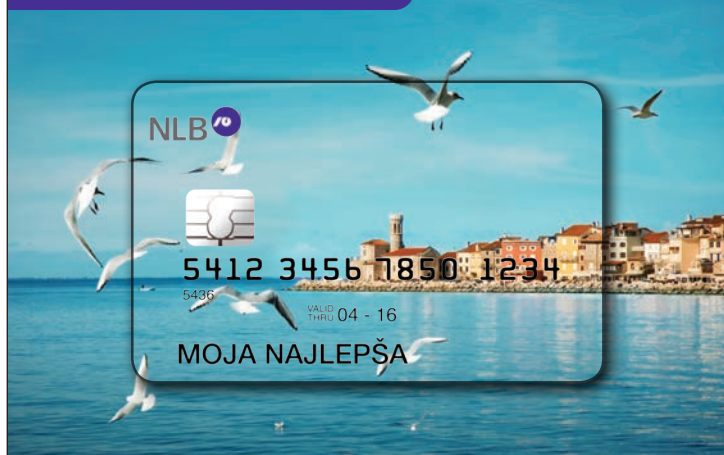 NLB
5412 3456 7850 1234
5436
VALID
THRU 04 - 16
MOJA NAJLEPŠA